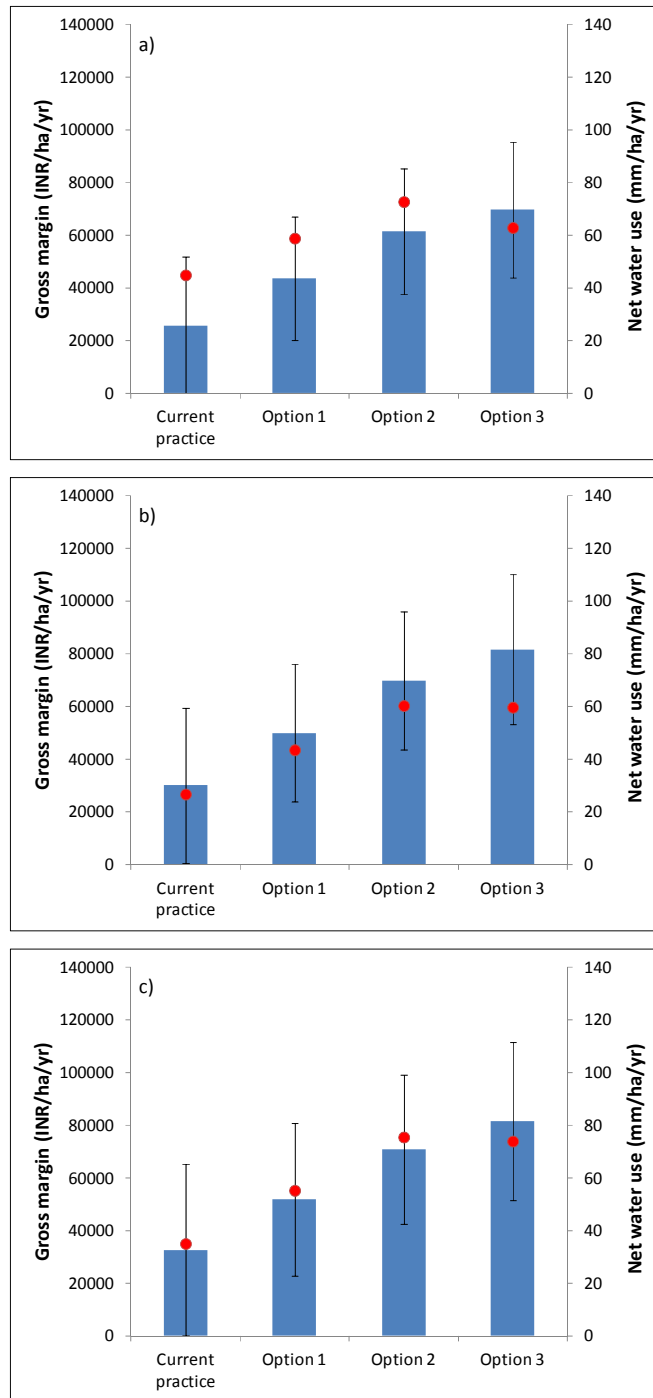 a)
Gross margin (INR/ha/yr)
140000
120000
100000
80000
60000
40000
20000
0
Net water use (mm/ha/yr)
140
120
100
80
60
40
20
0
Current
practice
Option 1
Option 2
Option 3
b)
Gross margin (INR/ha/yr)
140000
120000
100000
80000
60000
40000
20000
0
Net water use (mm/ha/yr)
140
120
100
80
60
40
20
0
Current
practice
Option 1
Option 2
Option 3
c)
Gross margin (INR/ha/yr)
140000
120000
100000
80000
60000
40000
20000
0
Net water use (mm/ha/yr)
140
120
100
80
60
40
20
0
Current
practice
Option 1
Option 2
Option 3